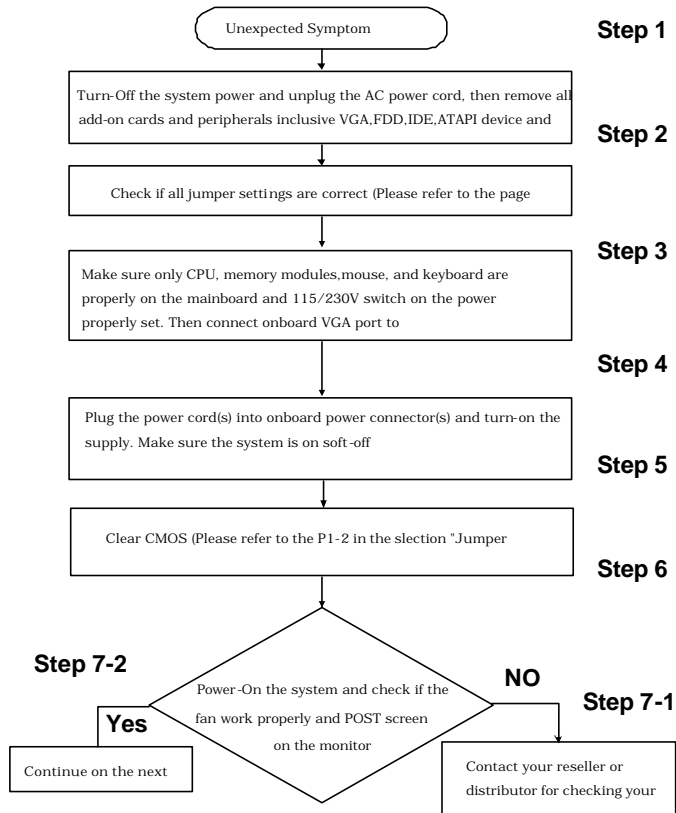 Unexpected Symptom
Step 1
Turn-Off the system power and unplug the AC power cord, then remove all
add-on cards and peripherals inclusive VGA,FDD,IDE,ATAPI device and
Step 2
Check if all jumper settings are correct (Please refer to the page
Step 3
Make sure only CPU, memory modules,mouse, and keyboard are
properly on the mainboard and 115/230V switch on the power
properly set. Then connect onboard VGA port to
Step 4
Plug the power cord(s) into onboard power connector(s) and turn-on the
supply. Make sure the system is on soft-off
Step 5
Clear CMOS (Please refer to the P1-2 in the slection "Jumper
Step 6
Power-On the system and check if the
fan work properly and POST screen
on the monitor
Step 7-2
Yes
Continue on the next
NO
Step 7-1
Contact your reseller or
distributor for checking your